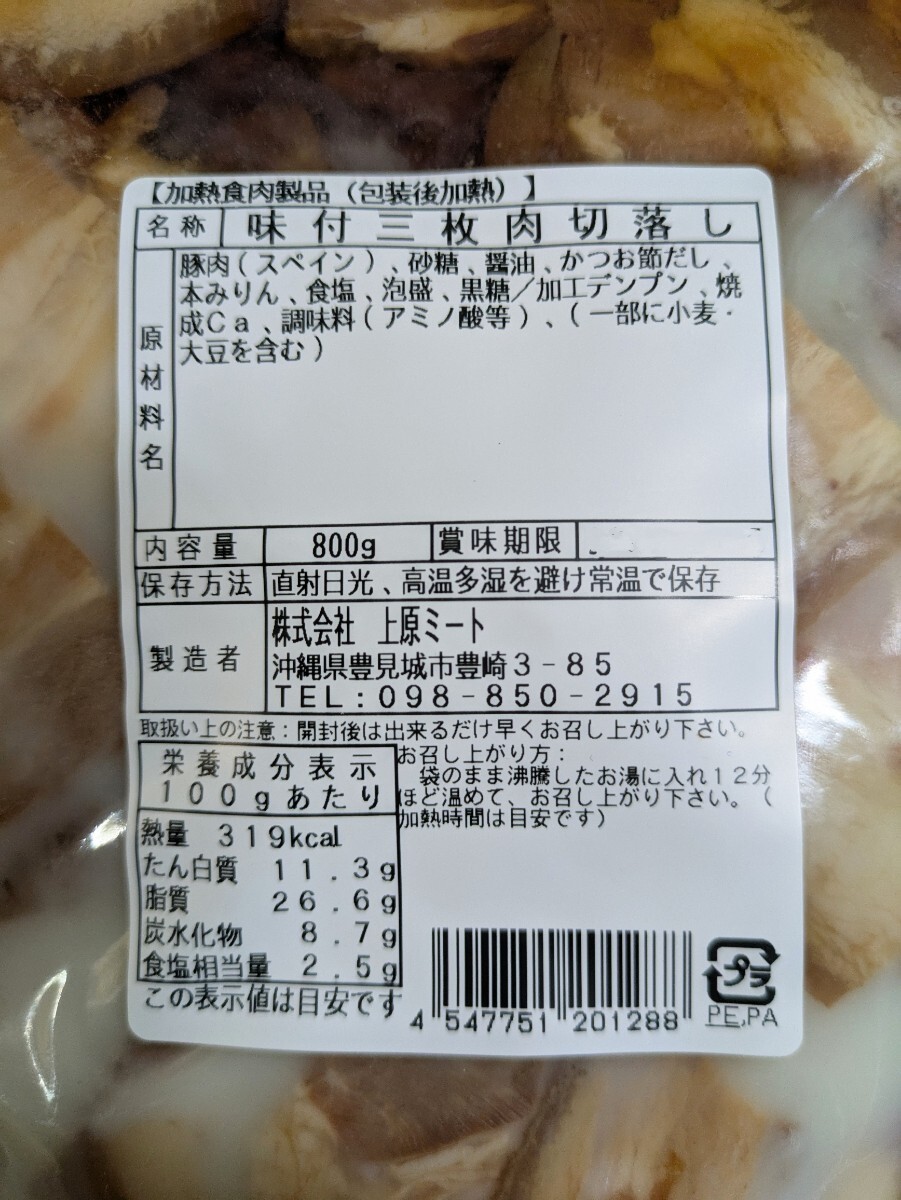 【加熱食肉製品（包装後加熱）】
名称 味付三枚肉切落し
原材料名
豚肉（スペイン）、砂糖、醤油、かつお節だし、
本みりん、食塩、泡盛、黒糖／加工デンプン、焼
成Ｃａ、調味料（アミノ酸等）、（一部に小麦・
大豆を含む）
内容量 800g 賞味期限
保存方法 直射日光、高温多湿を避け常温で保存
製造者
株式会社 上原ミート
沖縄県豊見城市豊崎３－８５
ＴＥＬ：０９８－８５０－２９１５
取扱い上の注意：開封後は出来るだけ早くお召し上がり下さい。
栄養成分表示
１００ｇあたり
熱量 ３１９kcal
たん白質 １１．３ｇ
脂質 ２６．６ｇ
炭水化物 ８．７ｇ
食塩相当量 ２．５ｇ
この表示値は目安です
お召し上がり方：
袋のまま沸騰したお湯に入れ１２分
ほど温めて、お召し上がり下さい。（
加熱時間は目安です）
4 547751 201288
プラ
PE,PA